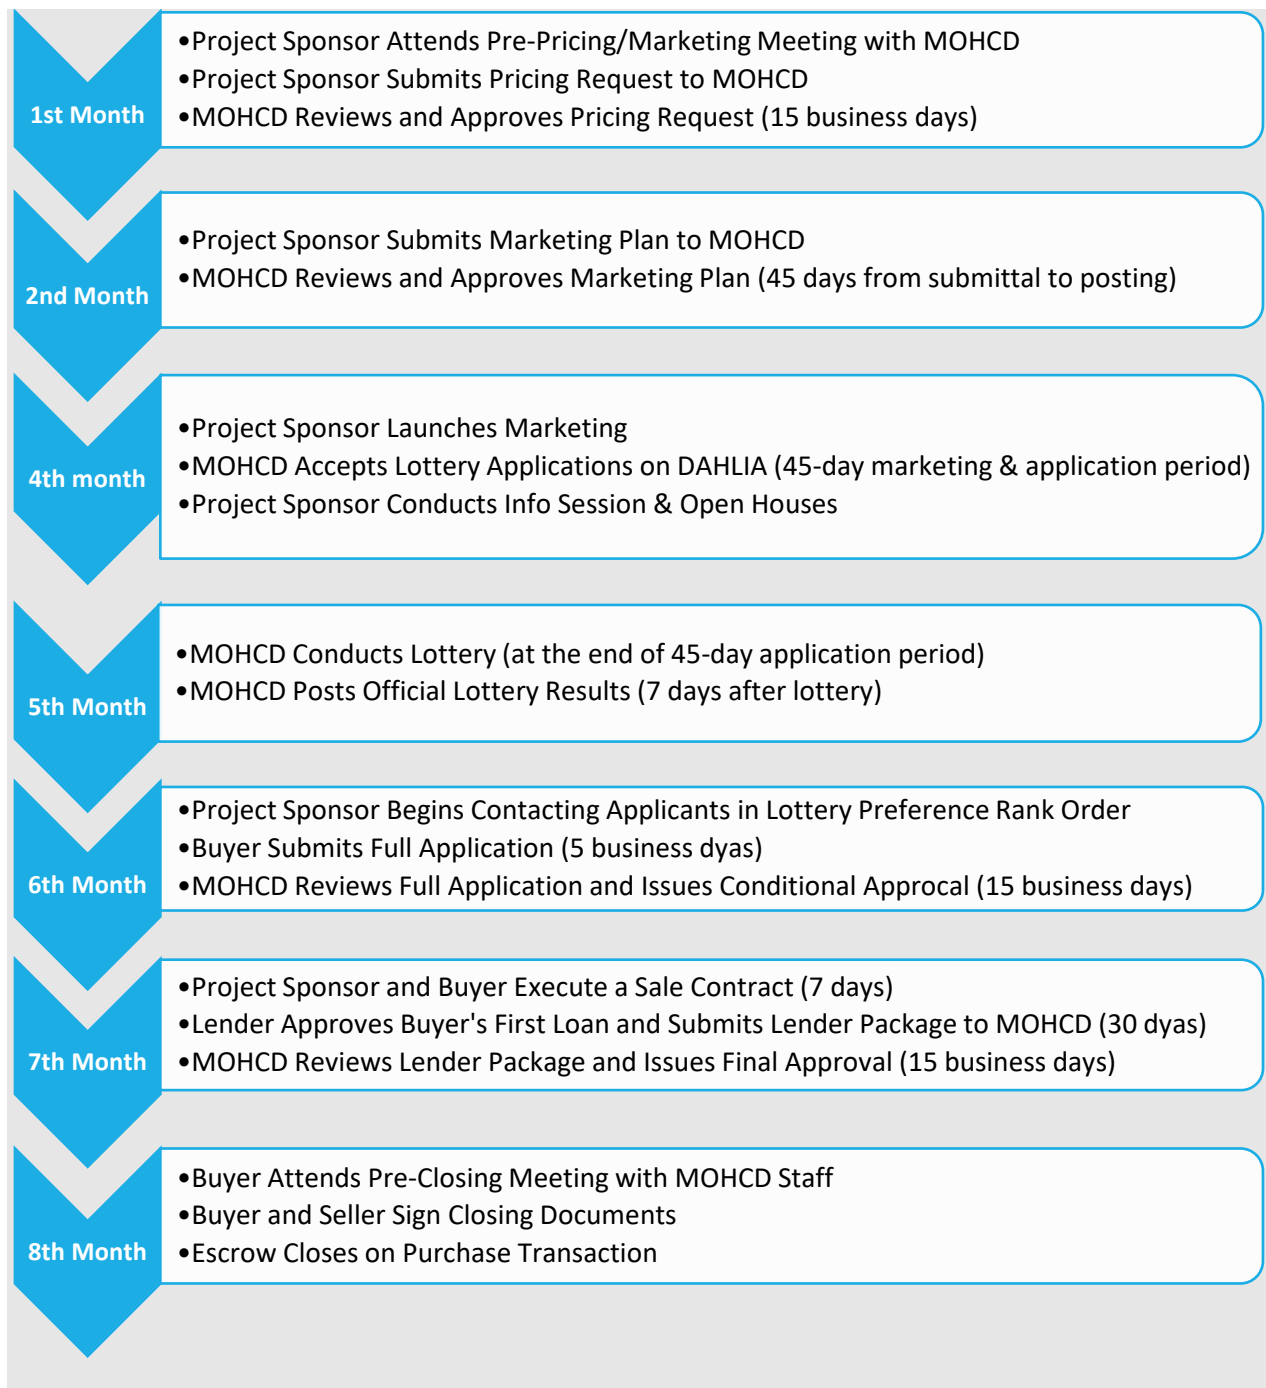 1st Month
•Project Sponsor Attends Pre-Pricing/Marketing Meeting with MOHCD
•Project Sponsor Submits Pricing Request to MOHCD
•MOHCD Reviews and Approves Pricing Request (15 business days)
2nd Month
•Project Sponsor Submits Marketing Plan to MOHCD
•MOHCD Reviews and Approves Marketing Plan (45 days from submittal to posting)
4th month
•Project Sponsor Launches Marketing
•MOHCD Accepts Lottery Applications on DAHLIA (45-day marketing & application period)
•Project Sponsor Conducts Info Session & Open Houses
5th Month
•MOHCD Conducts Lottery (at the end of 45-day application period)
•MOHCD Posts Official Lottery Results (7 days after lottery)
6th Month
•Project Sponsor Begins Contacting Applicants in Lottery Preference Rank Order
•Buyer Submits Full Application (5 business dyas)
•MOHCD Reviews Full Application and Issues Conditional Approcal (15 business days)
7th Month
•Project Sponsor and Buyer Execute a Sale Contract (7 days)
•Lender Approves Buyer's First Loan and Submits Lender Package to MOHCD (30 dyas)
•MOHCD Reviews Lender Package and Issues Final Approval (15 business days)
8th Month
•Buyer Attends Pre-Closing Meeting with MOHCD Staff
•Buyer and Seller Sign Closing Documents
•Escrow Closes on Purchase Transaction